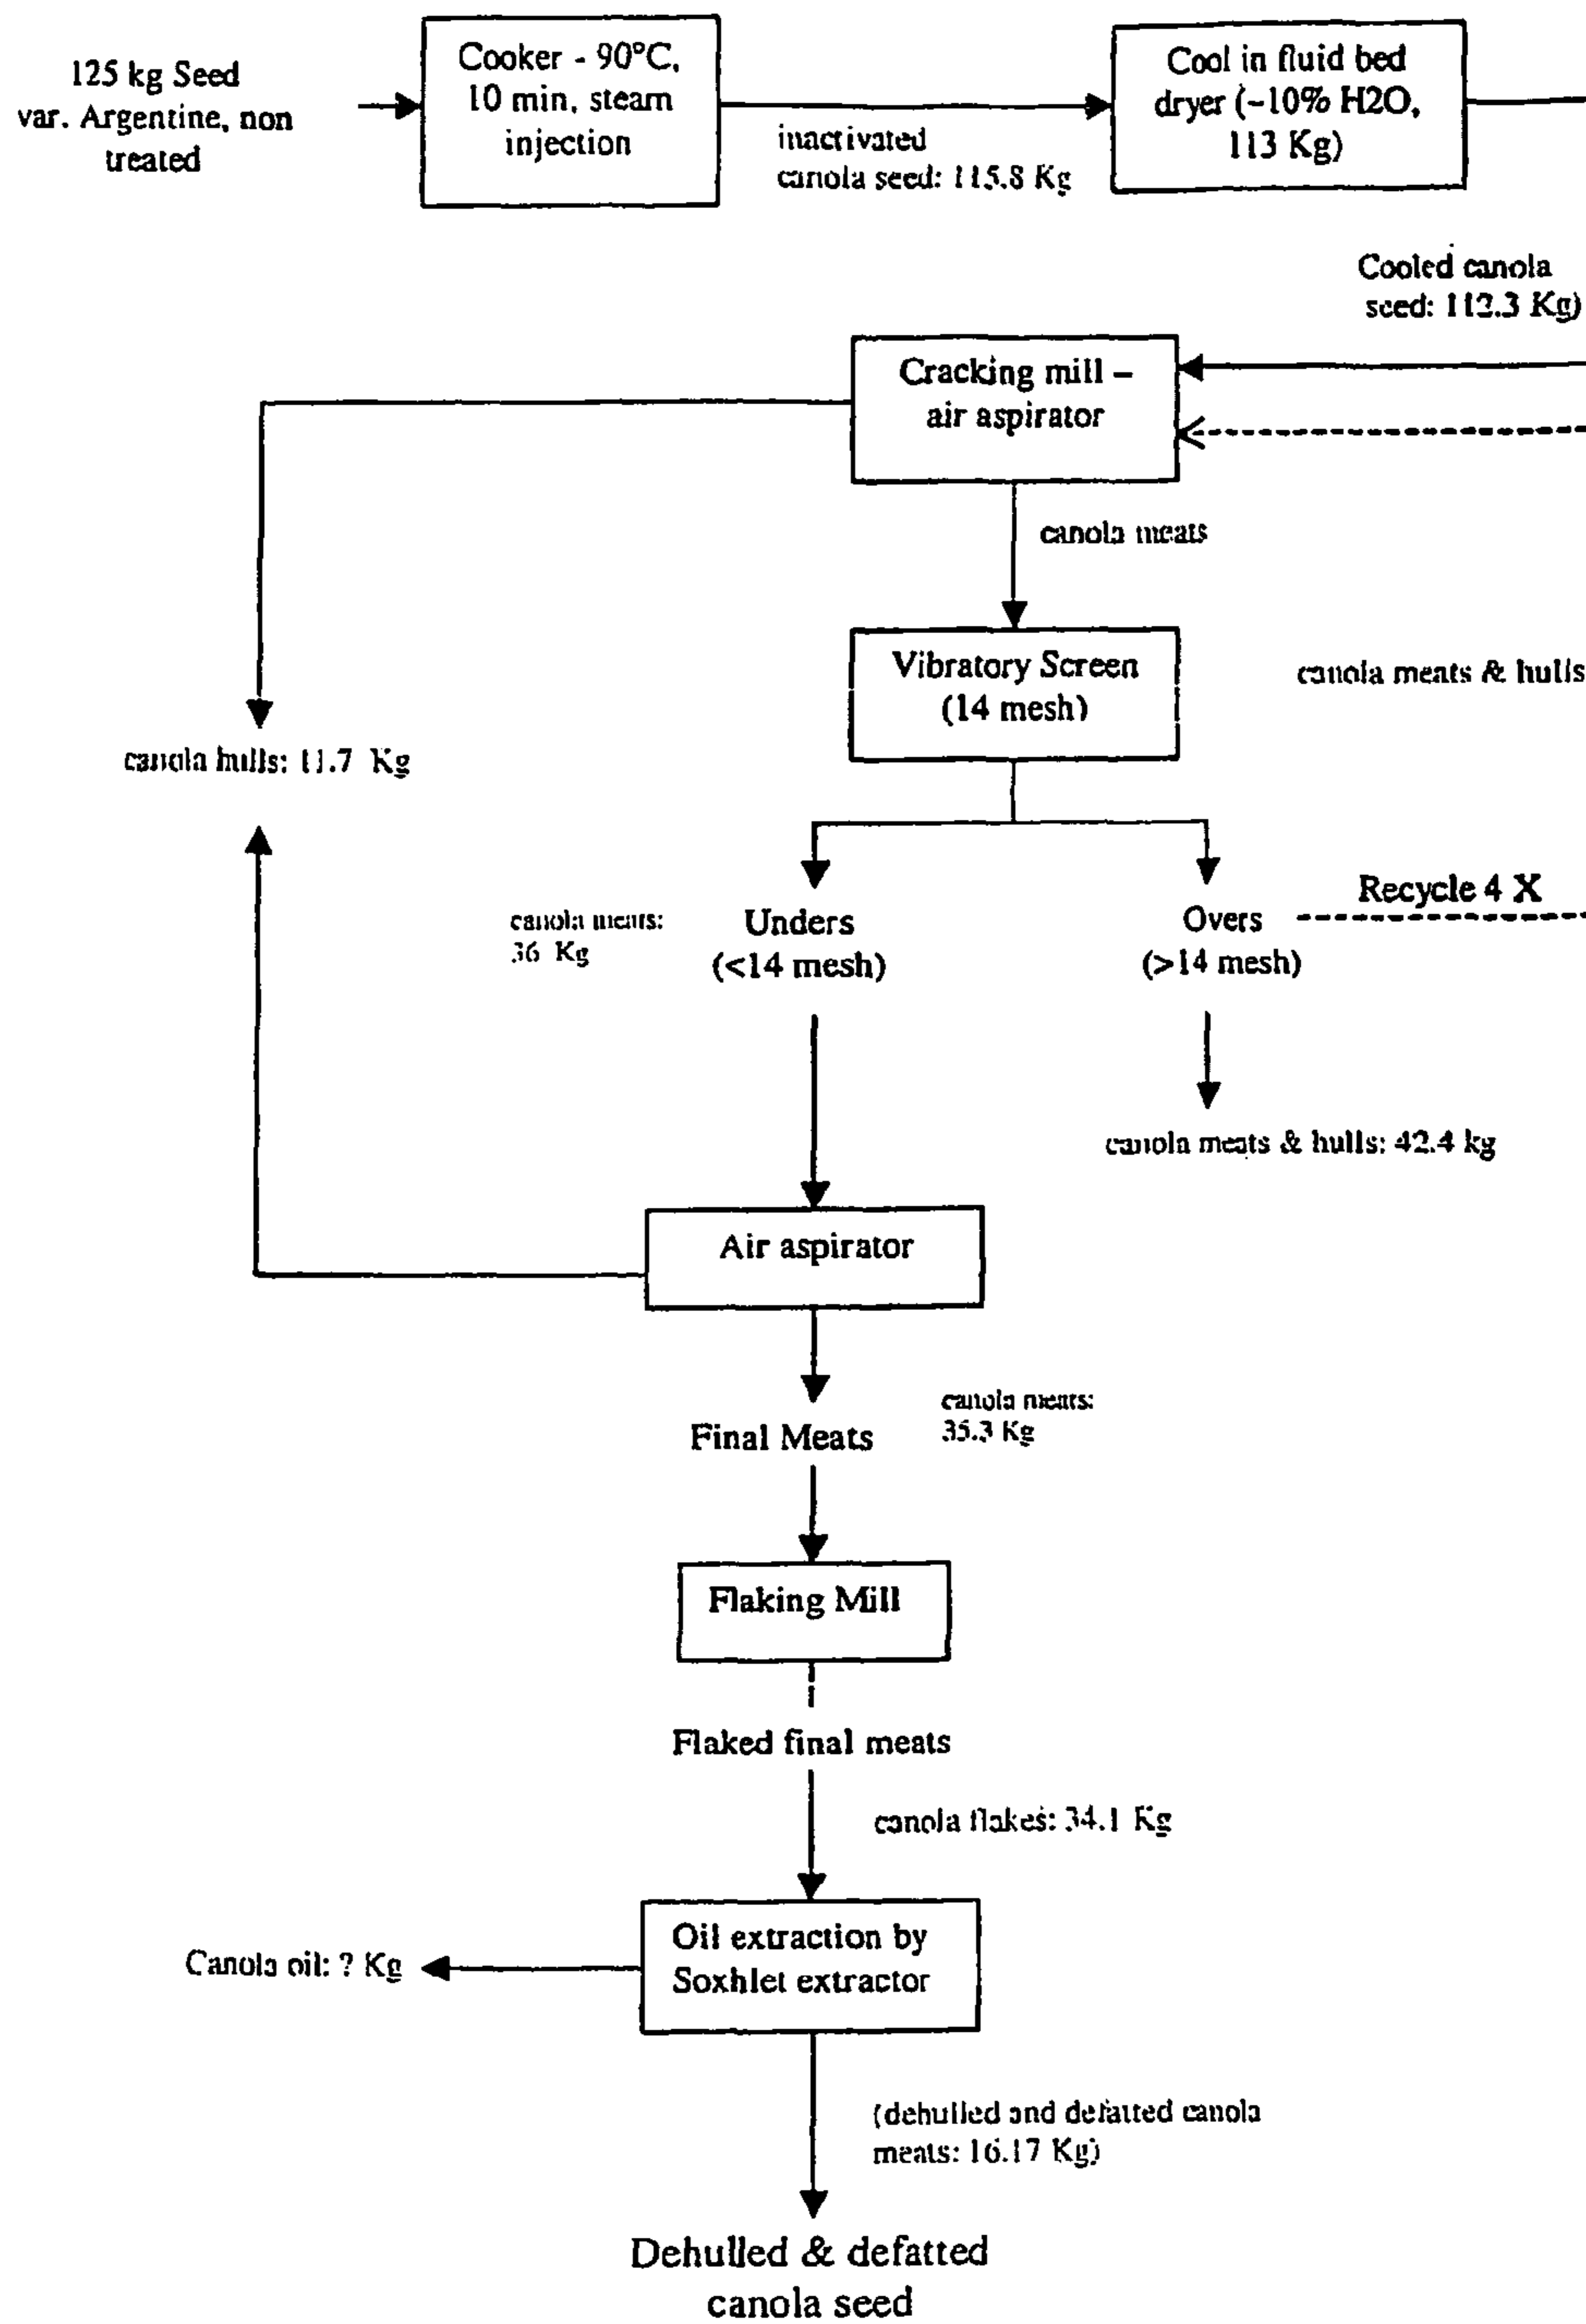 125 kg Seed
var. Argentine, non
treated
Cooker - 90°C,
10 min, steam
injection
inactivated
canola seed: 115.8 Kg
Cool in fluid bed
dryer (~10% H2O,
113 Kg)
Cooled canola
seed: 112.3 Kg)
Cracking mill –
air aspirator
canola meats
Vibratory Screen
(14 mesh)
canola meats & hulls
canola hulls: 11.7 Kg
canola meats:
36 Kg
Unders
(<14 mesh)
Overs
(>14 mesh)
Recycle 4 X
canola meats & hulls: 42.4 kg
Air aspirator
Final Meats
canola meats:
35.3 Kg
Flaking Mill
Flaked final meats
canola flakes: 34.1 Kg
Oil extraction by
Soxhlet extractor
Canola oil: ? Kg
(dehulled and defatted canola
meats: 16.17 Kg)
Dehulled & defatted
canola seed